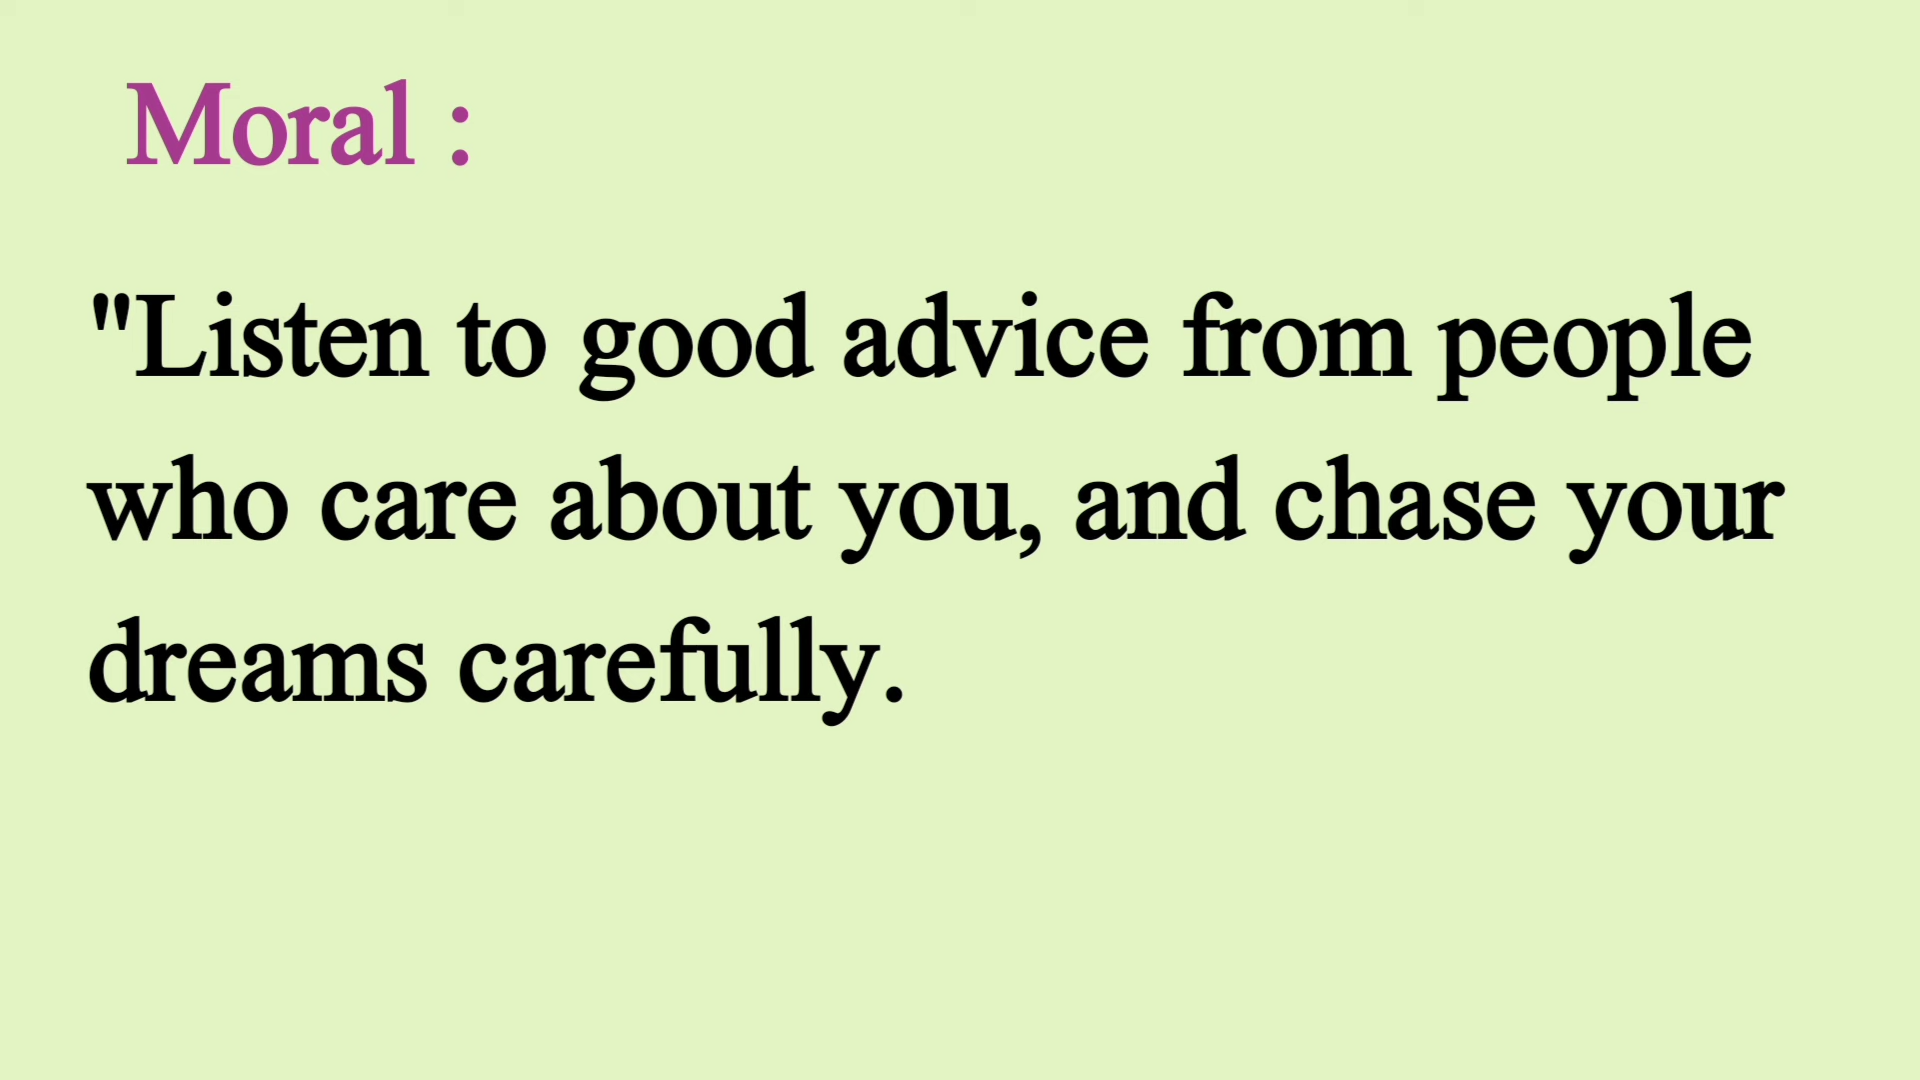 Moral :
"Listen to good advice from people
who care about you, and chase your
dreams carefully.